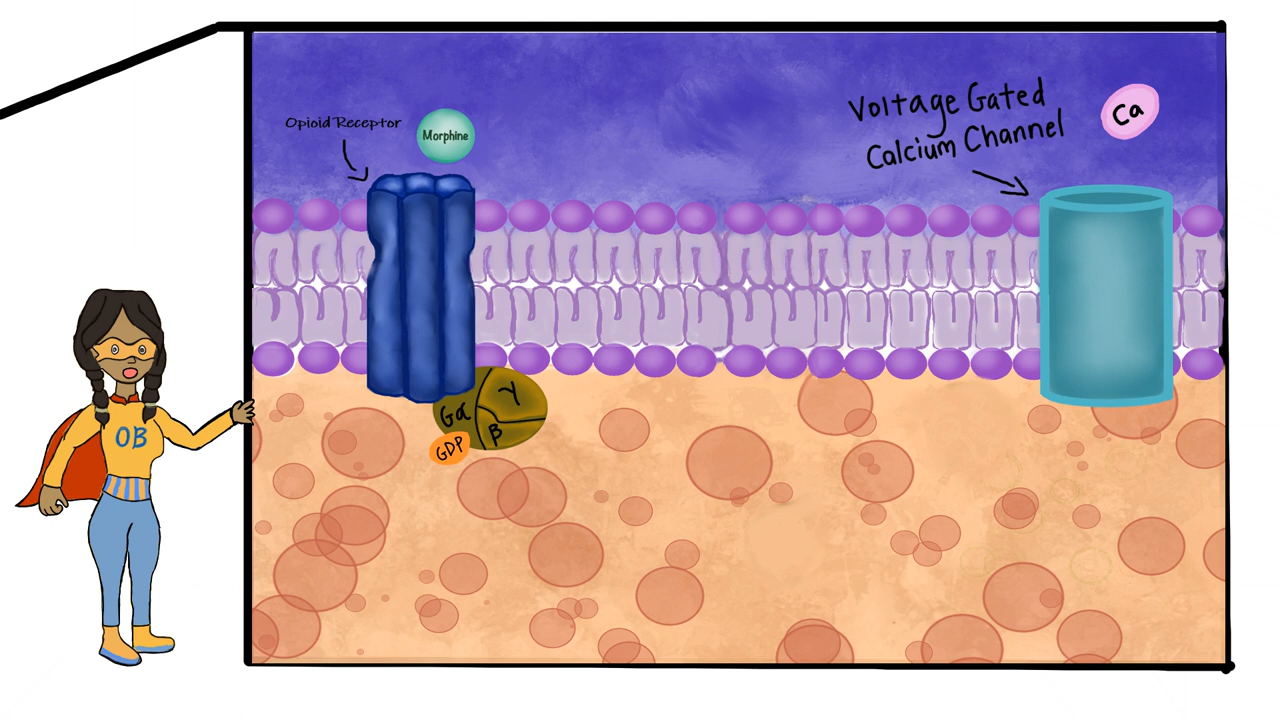 Opioid Receptor
Morphine
Voltage Gated
Calcium Channel
Ca
Gα
γ
β
GDP
OB